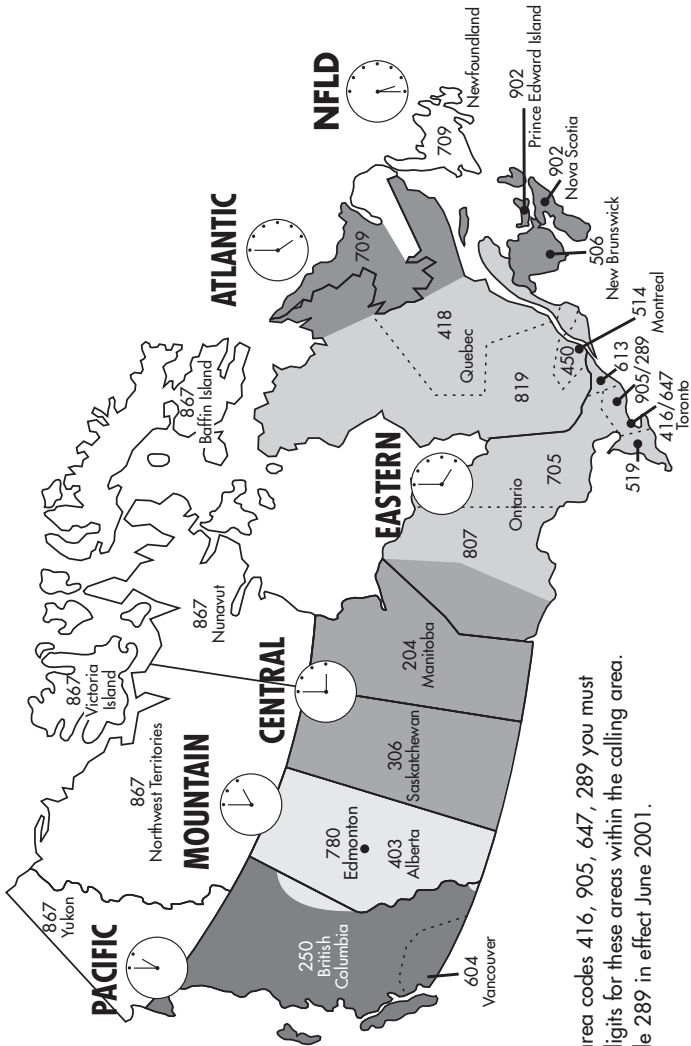 PACIFIC
MOUNTAIN
CENTRAL
EASTERN
ATLANTIC
NFLD
867
Yukon
867
Northwest Territories
867
Victoria
Island
867
Nunavut
867
Baffin Island
250
British
Columbia
604
Vancouver
780
Edmonton
403
Alberta
306
Saskatchewan
204
Manitoba
807
Ontario
705
519
416/647
Toronto
905/289
613
819
450
514
Montreal
418
Quebec
709
709
Newfoundland
506
New Brunswick
902
Nova Scotia
902
Prince Edward Island
area codes 416, 905, 647, 289 you must
igits for these areas within the calling area.
le 289 in effect June 2001.